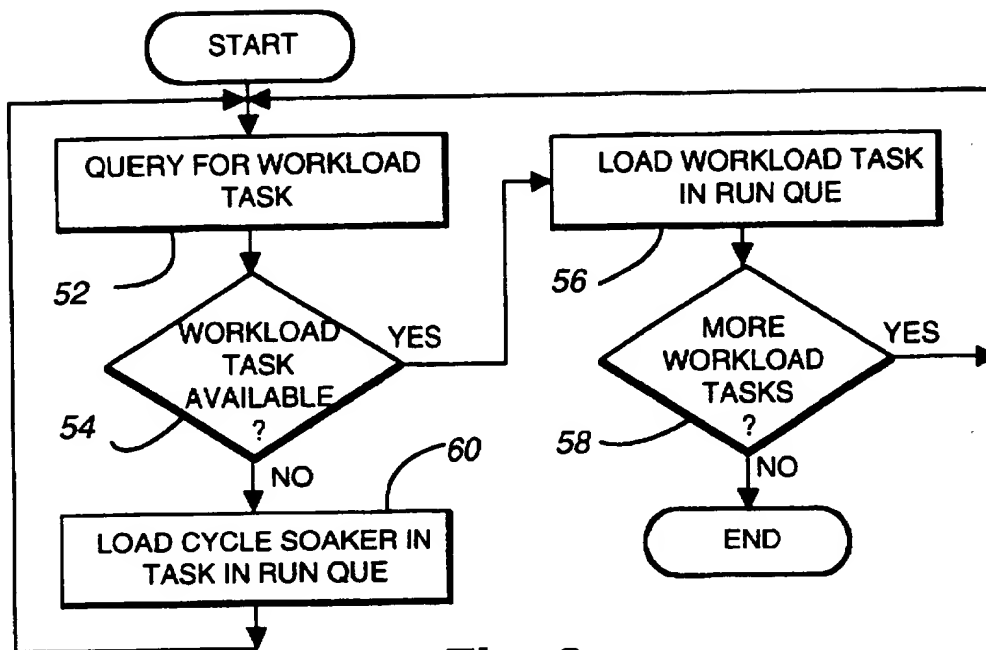 START
QUERY FOR WORKLOAD
TASK
52
WORKLOAD
TASK
AVAILABLE
?
54
YES
NO
60
LOAD CYCLE SOAKER IN
TASK IN RUN QUE
LOAD WORKLOAD TASK
IN RUN QUE
56
MORE
WORKLOAD
TASKS
?
58
YES
NO
END